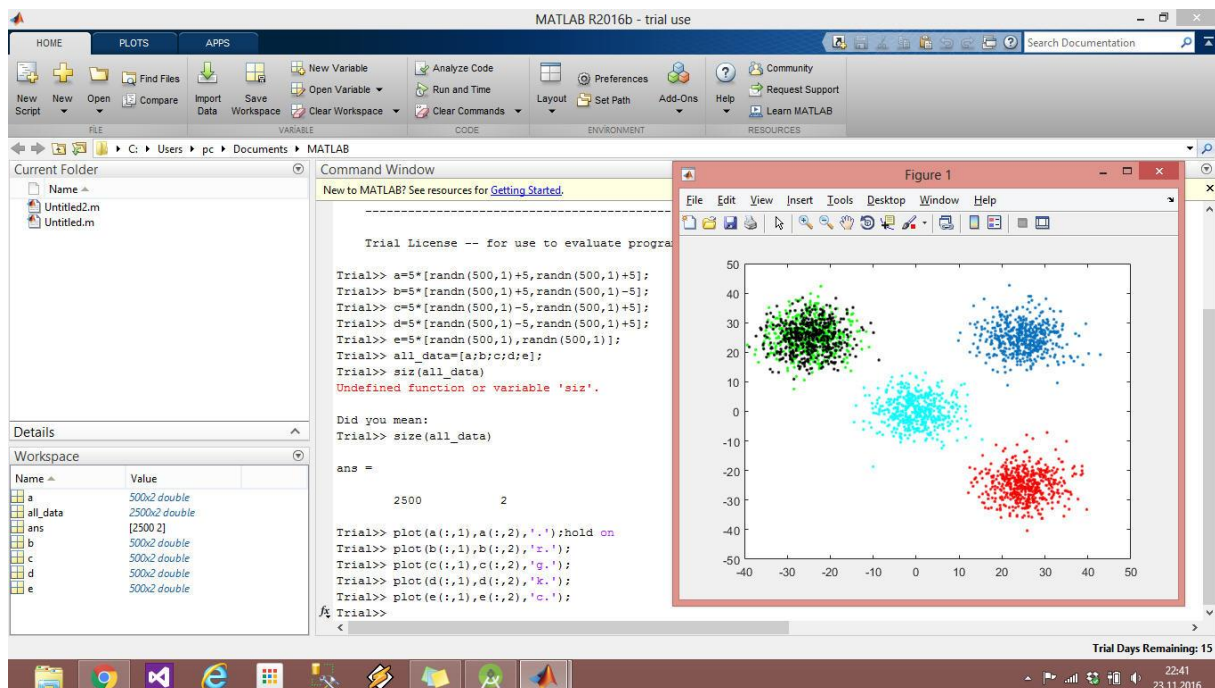 MATLAB R2016b - trial use
HOME PLOTS APPS
Search Documentation
New Script
New
Open
Find Files
Compare
Import Data
Save Workspace
New Variable
Open Variable
Clear Workspace
Analyze Code
Run and Time
Clear Commands
Layout
Preferences
Set Path
Add-Ons
Help
Community
Request Support
Learn MATLAB
FILE VARIABLE CODE ENVIRONMENT RESOURCES
C: Users pc Documents MATLAB
Current Folder
Name
Untitled2.m
Untitled.m
Details
Workspace
Name Value
a 500x2 double
all_data 2500x2 double
ans [2500 2]
b 500x2 double
c 500x2 double
d 500x2 double
e 500x2 double
Command Window
New to MATLAB? See resources for Getting Started.
----------------------------------------
Trial License -- for use to evaluate progra
Trial>> a=5*[randn(500,1)+5,randn(500,1)+5];
Trial>> b=5*[randn(500,1)+5,randn(500,1)-5];
Trial>> c=5*[randn(500,1)-5,randn(500,1)+5];
Trial>> d=5*[randn(500,1)-5,randn(500,1)+5];
Trial>> e=5*[randn(500,1),randn(500,1)];
Trial>> all_data=[a;b;c;d;e];
Trial>> siz(all_data)
Undefined function or variable 'siz'.
Did you mean:
Trial>> size(all_data)
ans =
2500 2
Trial>> plot(a(:,1),a(:,2),'.');hold on
Trial>> plot(b(:,1),b(:,2),'r.');
Trial>> plot(c(:,1),c(:,2),'g.');
Trial>> plot(d(:,1),d(:,2),'k.');
Trial>> plot(e(:,1),e(:,2),'c.');
fx Trial>>
Figure 1
File Edit View Insert Tools Desktop Window Help
50
40
30
20
10
0
-10
-20
-30
-40
-50
-40 -30 -20 -10 0 10 20 30 40 50
Trial Days Remaining: 15
22:41
23.11.2016